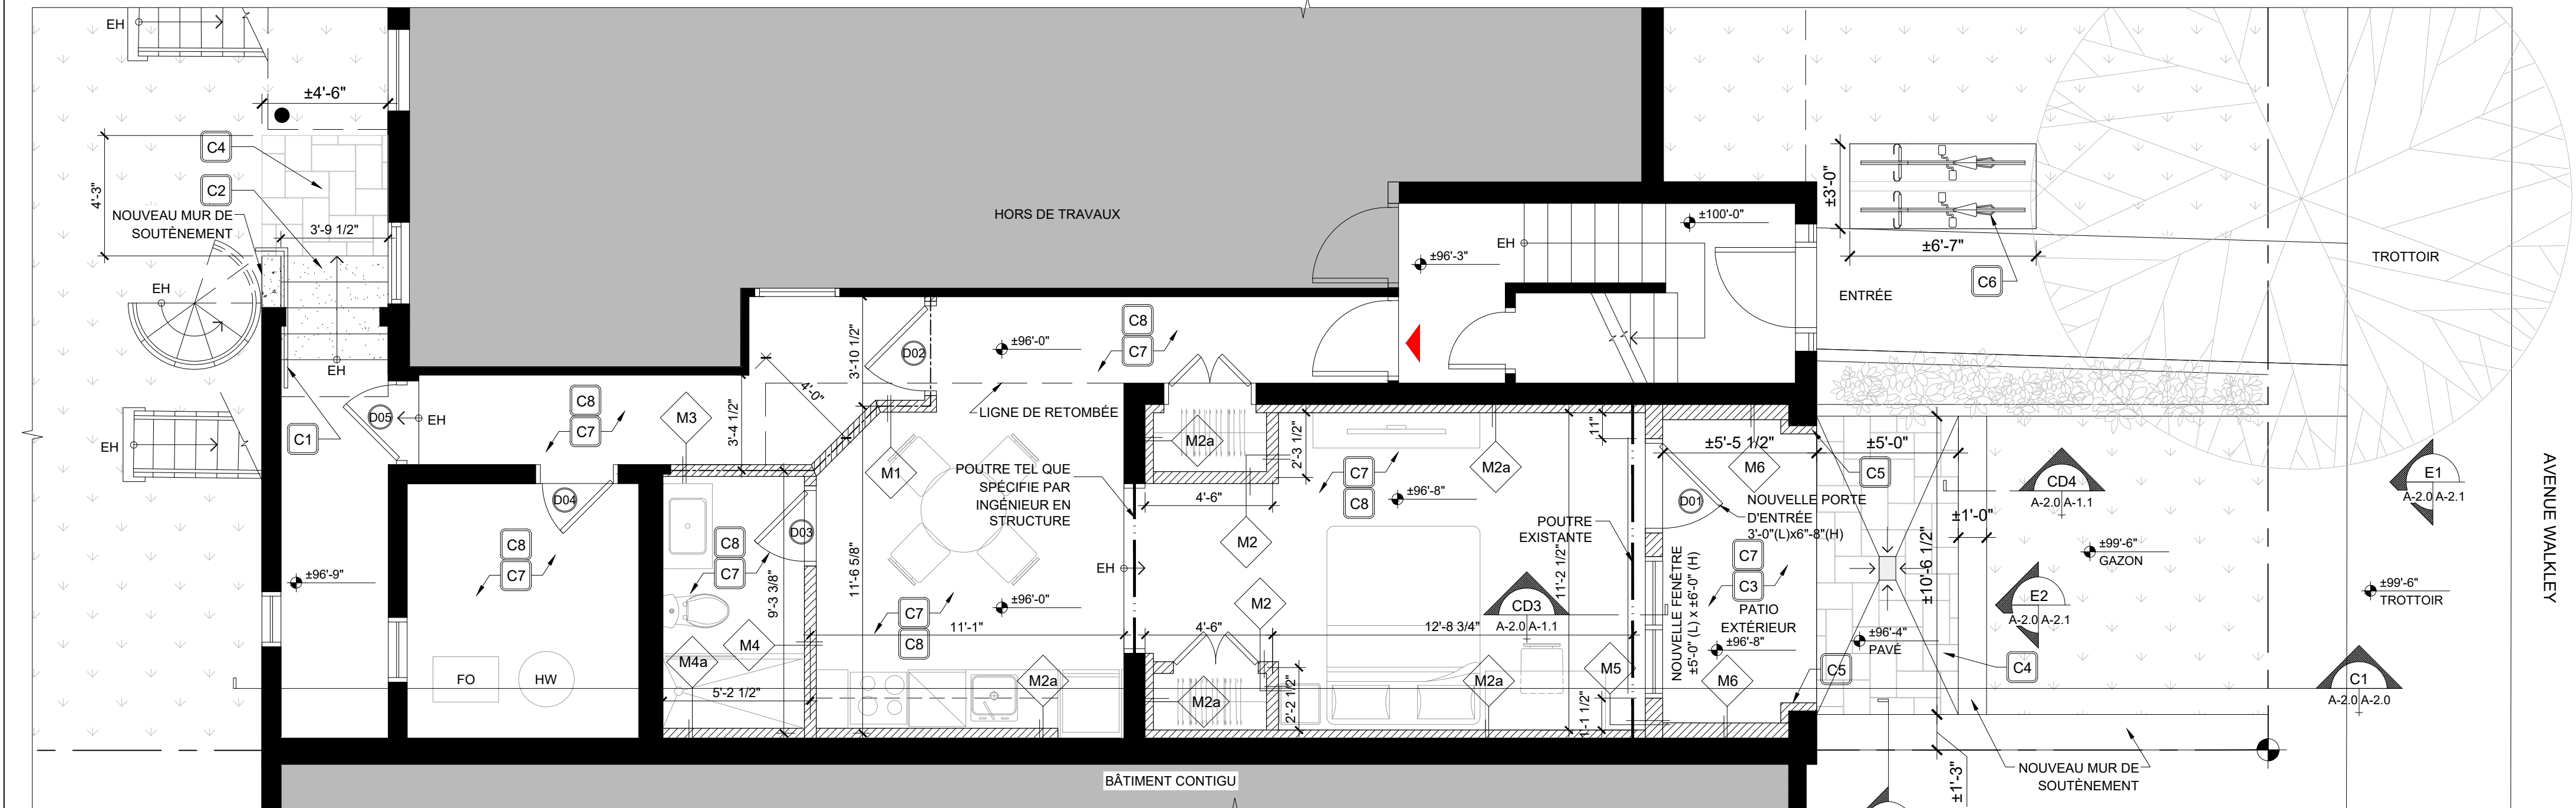 EH
±4'-6"
C4
C2
4'-3"
NOUVEAU MUR DE
SOUTÈNEMENT
3'-9 1/2"
EH
EH
C1
D05
EH
EH
±96'-9"
HORS DE TRAVAUX
C8
C7
M3
3'-4 1/2"
4'-0"
3'-10 1/2"
D02
±96'-0"
C8
C7
LIGNE DE RETOMBÉE
±96'-3"
EH
±100'-0"
ENTRÉE
±3'-0"
±6'-7"
C6
TROTTOIR
AVENUE WALKLEY
D04
C8
C7
FO
HW
C8
C7
D03
9'-3 3/8"
M4
M4a
5'-2 1/2"
M1
11'-6 5/8"
POUTRE TEL QUE
SPÉCIFIE PAR
INGÉNIEUR EN
STRUCTURE
±96'-0"
C7
C8
11'-1"
M2a
EH
M2a
2'-3 1/2"
4'-6"
M2
M2
4'-6"
M2a
2'-2 1/2"
C7
C8
±96'-8"
M2a
11"
11'-2 1/2"
POUTRE
EXISTANTE
CD3
A-2.0 A-1.1
12'-8 3/4"
M2a
M5
1'-1 1/2"
±5'-5 1/2"
M6
D01
NOUVELLE PORTE
D'ENTRÉE
3'-0"(L)x6"-8"(H)
NOUVELLE FENÊTRE
±5'-0" (L) x ±6'-0" (H)
C7
C3
PATIO
EXTÉRIEUR
±96'-8"
M6
C5
±5'-0"
C5
±10'-6 1/2"
±1'-0"
±96'-4"
PAVÉ
C4
CD4
A-2.0 A-1.1
E1
A-2.0 A-2.1
±99'-6"
GAZON
E2
A-2.0 A-2.1
±99'-6"
TROTTOIR
C1
A-2.0 A-2.0
NOUVEAU MUR DE
SOUTÈNEMENT
±1'-3"
BÂTIMENT CONTIGU